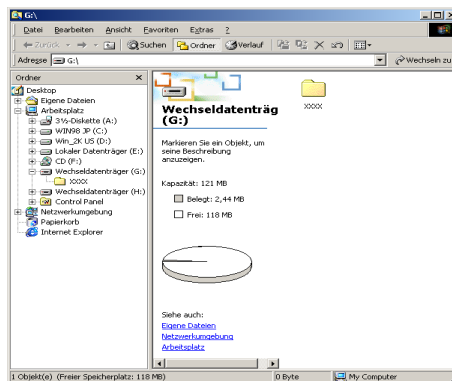 G:\
Datei Bearbeiten Ansicht Favoriten Extras ?
Zurück Suchen Ordner Verlauf
Adresse G:\ Wechseln zu
Ordner
Desktop
Eigene Dateien
Arbeitsplatz
3½-Diskette (A:)
WIN98 JP (C:)
Win_2K US (D:)
Lokaler Datenträger (E:)
CD (F:)
Wechseldatenträger (G:)
XXXX
Wechseldatenträger (H:)
Control Panel
Netzwerkumgebung
Papierkorb
Internet Explorer
Wechseldatenträg
(G:)
Markieren Sie ein Objekt, um
seine Beschreibung
anzuzeigen.
Kapazität: 121 MB
Belegt: 2,44 MB
Frei: 118 MB
Siehe auch:
Eigene Dateien
Netzwerkumgebung
Arbeitsplatz
XXXX
1 Objekt(e) (Freier Speicherplatz: 118 MB) 0 Byte My Computer